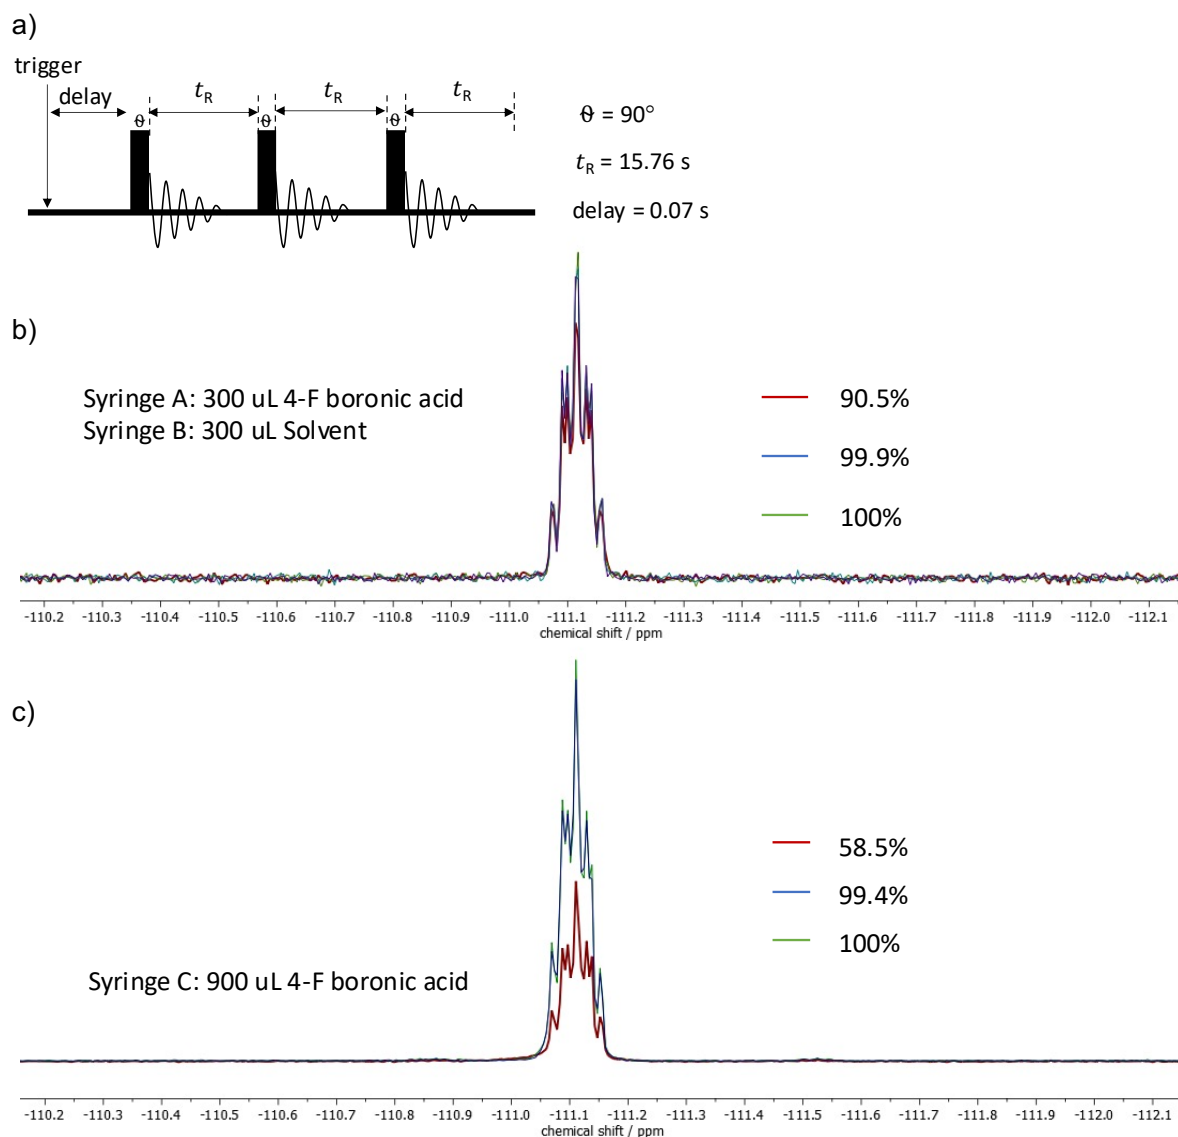 a)
trigger
delay
tR
tR
tR
ϑ
ϑ
ϑ
ϑ = 90°
tR = 15.76 s
delay = 0.07 s
b)
Syringe A: 300 uL 4-F boronic acid
Syringe B: 300 uL Solvent
90.5%
99.9%
100%
-110.2 -110.3 -110.4 -110.5 -110.6 -110.7 -110.8 -110.9 -111.0 -111.1 -111.2 -111.3 -111.4 -111.5 -111.6 -111.7 -111.8 -111.9 -112.0 -112.1
chemical shift / ppm
c)
58.5%
99.4%
100%
Syringe C: 900 uL 4-F boronic acid
-110.2 -110.3 -110.4 -110.5 -110.6 -110.7 -110.8 -110.9 -111.0 -111.1 -111.2 -111.3 -111.4 -111.5 -111.6 -111.7 -111.8 -111.9 -112.0 -112.1
chemical shift / ppm